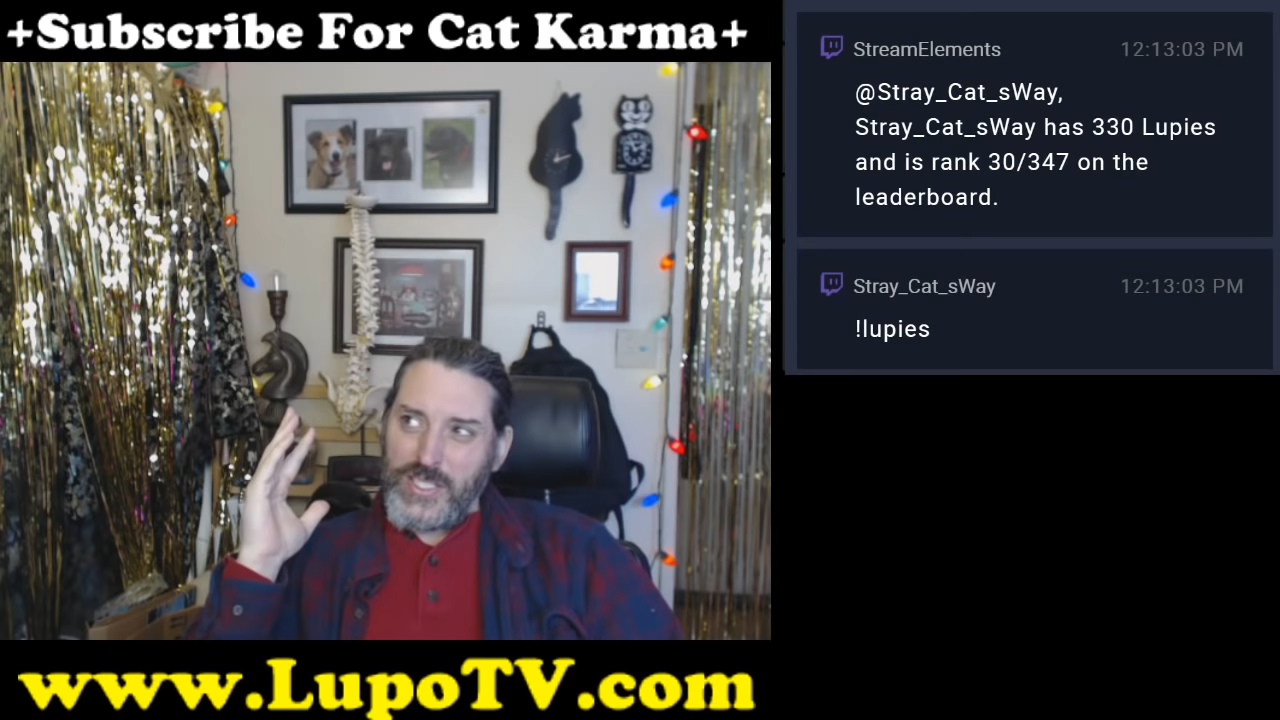 +Subscribe For Cat Karma+
StreamElements 12:13:03 PM
@Stray_Cat_sWay,
Stray_Cat_sWay has 330 Lupies
and is rank 30/347 on the
leaderboard.
Stray_Cat_sWay 12:13:03 PM
!lupies
www.LupoTV.com